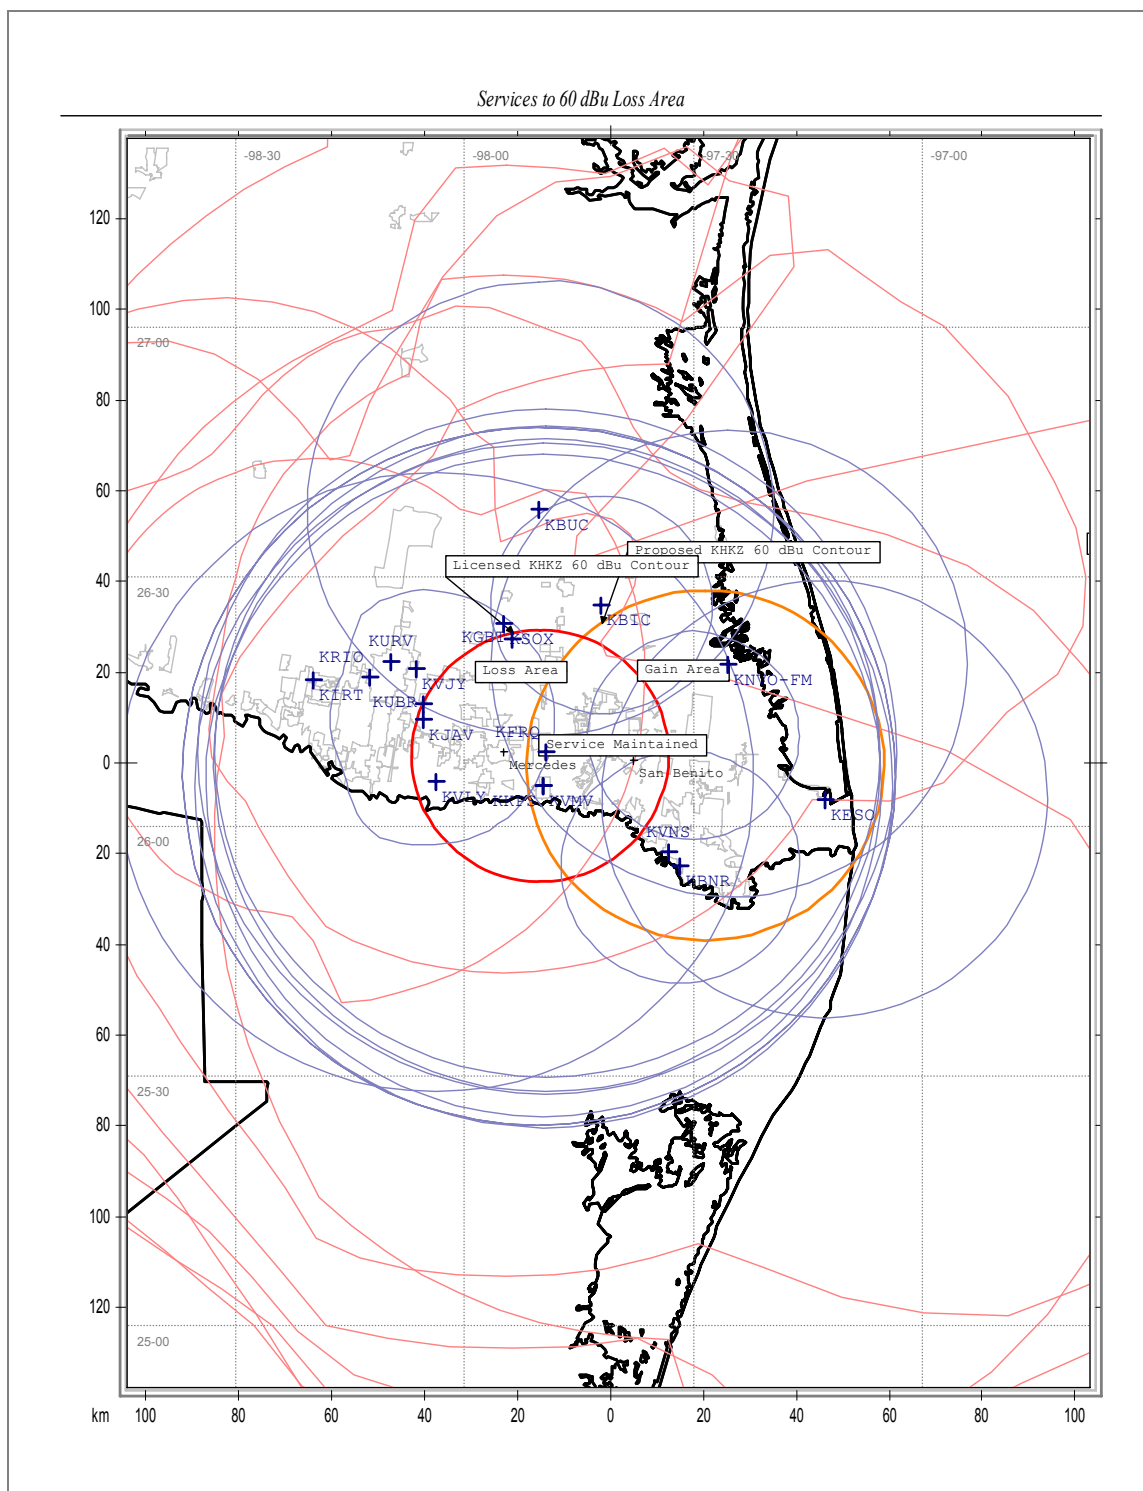 Services to 60 dBu Loss Area
-98-30
-98-00
-97-30
-97-00
120
100
27-00
80
60
KBUC
Proposed KHKZ 60 dBu Contour
Licensed KHKZ 60 dBu Contour
40
26-30
KBIC
KGBT
KSOX
KURV
KRIO
Loss Area
Gain Area
20
KVJY
KNVO-FM
KIRT
KUBR
KJAV
KFRQ
Service Maintained
0
Mercedes
San Benito
KVLY
KVMV
KESO
KVNS
20
26-00
KBNR
40
60
25-30
80
100
120
25-00
km
100
80
60
40
20
0
20
40
60
80
100